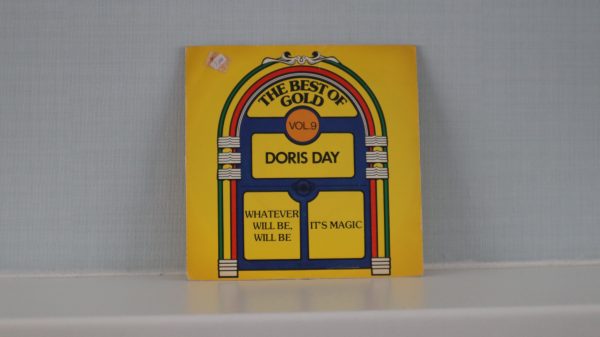 THE BEST OF
GOLD
VOL.9
DORIS DAY
WHATEVER
WILL BE,
WILL BE
IT'S MAGIC